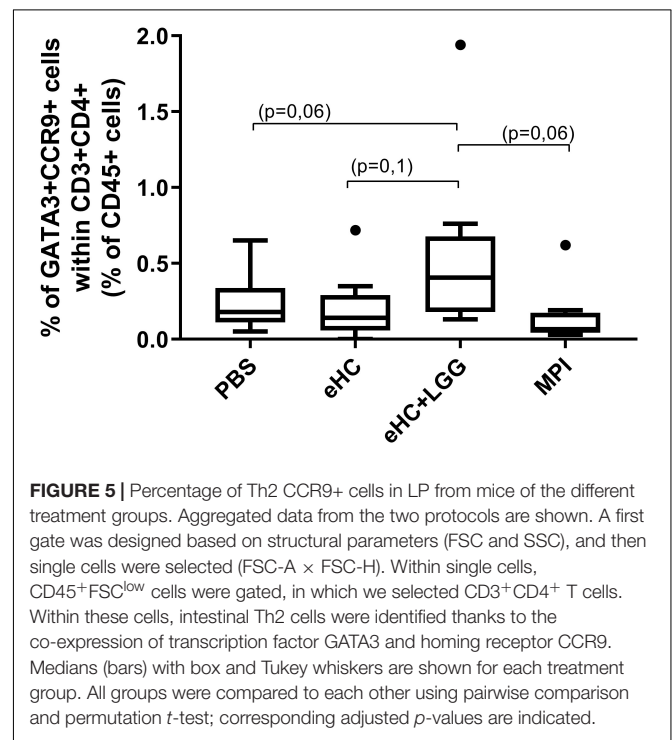 % of GATA3+CCR9+ cells
within CD3+CD4+
(% of CD45+ cells)
2.0
1.5
1.0
0.5
0.0
(p=0,06)
(p=0,06)
(p=0,1)
PBS
eHC
eHC+LGG
MPI
FIGURE 5 | Percentage of Th2 CCR9+ cells in LP from mice of the different
treatment groups. Aggregated data from the two protocols are shown. A first
gate was designed based on structural parameters (FSC and SSC), and then
single cells were selected (FSC-A × FSC-H). Within single cells,
CD45⁺FSCˡᵒʷ cells were gated, in which we selected CD3⁺CD4⁺ T cells.
Within these cells, intestinal Th2 cells were identified thanks to the
co-expression of transcription factor GATA3 and homing receptor CCR9.
Medians (bars) with box and Tukey whiskers are shown for each treatment
group. All groups were compared to each other using pairwise comparison
and permutation t-test; corresponding adjusted p-values are indicated.